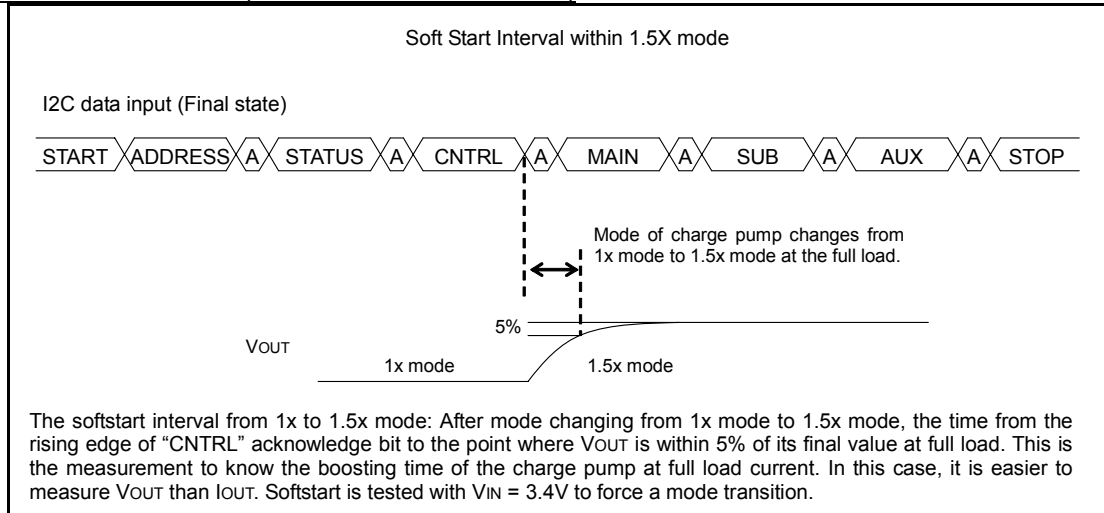 Soft Start Interval within 1.5X mode
I2C data input (Final state)
START ADDRESS A STATUS A CNTRL A MAIN A SUB A AUX A STOP
Mode of charge pump changes from
1x mode to 1.5x mode at the full load.
5%
VOUT
1x mode
1.5x mode
The softstart interval from 1x to 1.5x mode: After mode changing from 1x mode to 1.5x mode, the time from the
rising edge of “CNTRL” acknowledge bit to the point where VOUT is within 5% of its final value at full load. This is
the measurement to know the boosting time of the charge pump at full load current. In this case, it is easier to
measure VOUT than IOUT. Softstart is tested with VIN = 3.4V to force a mode transition.